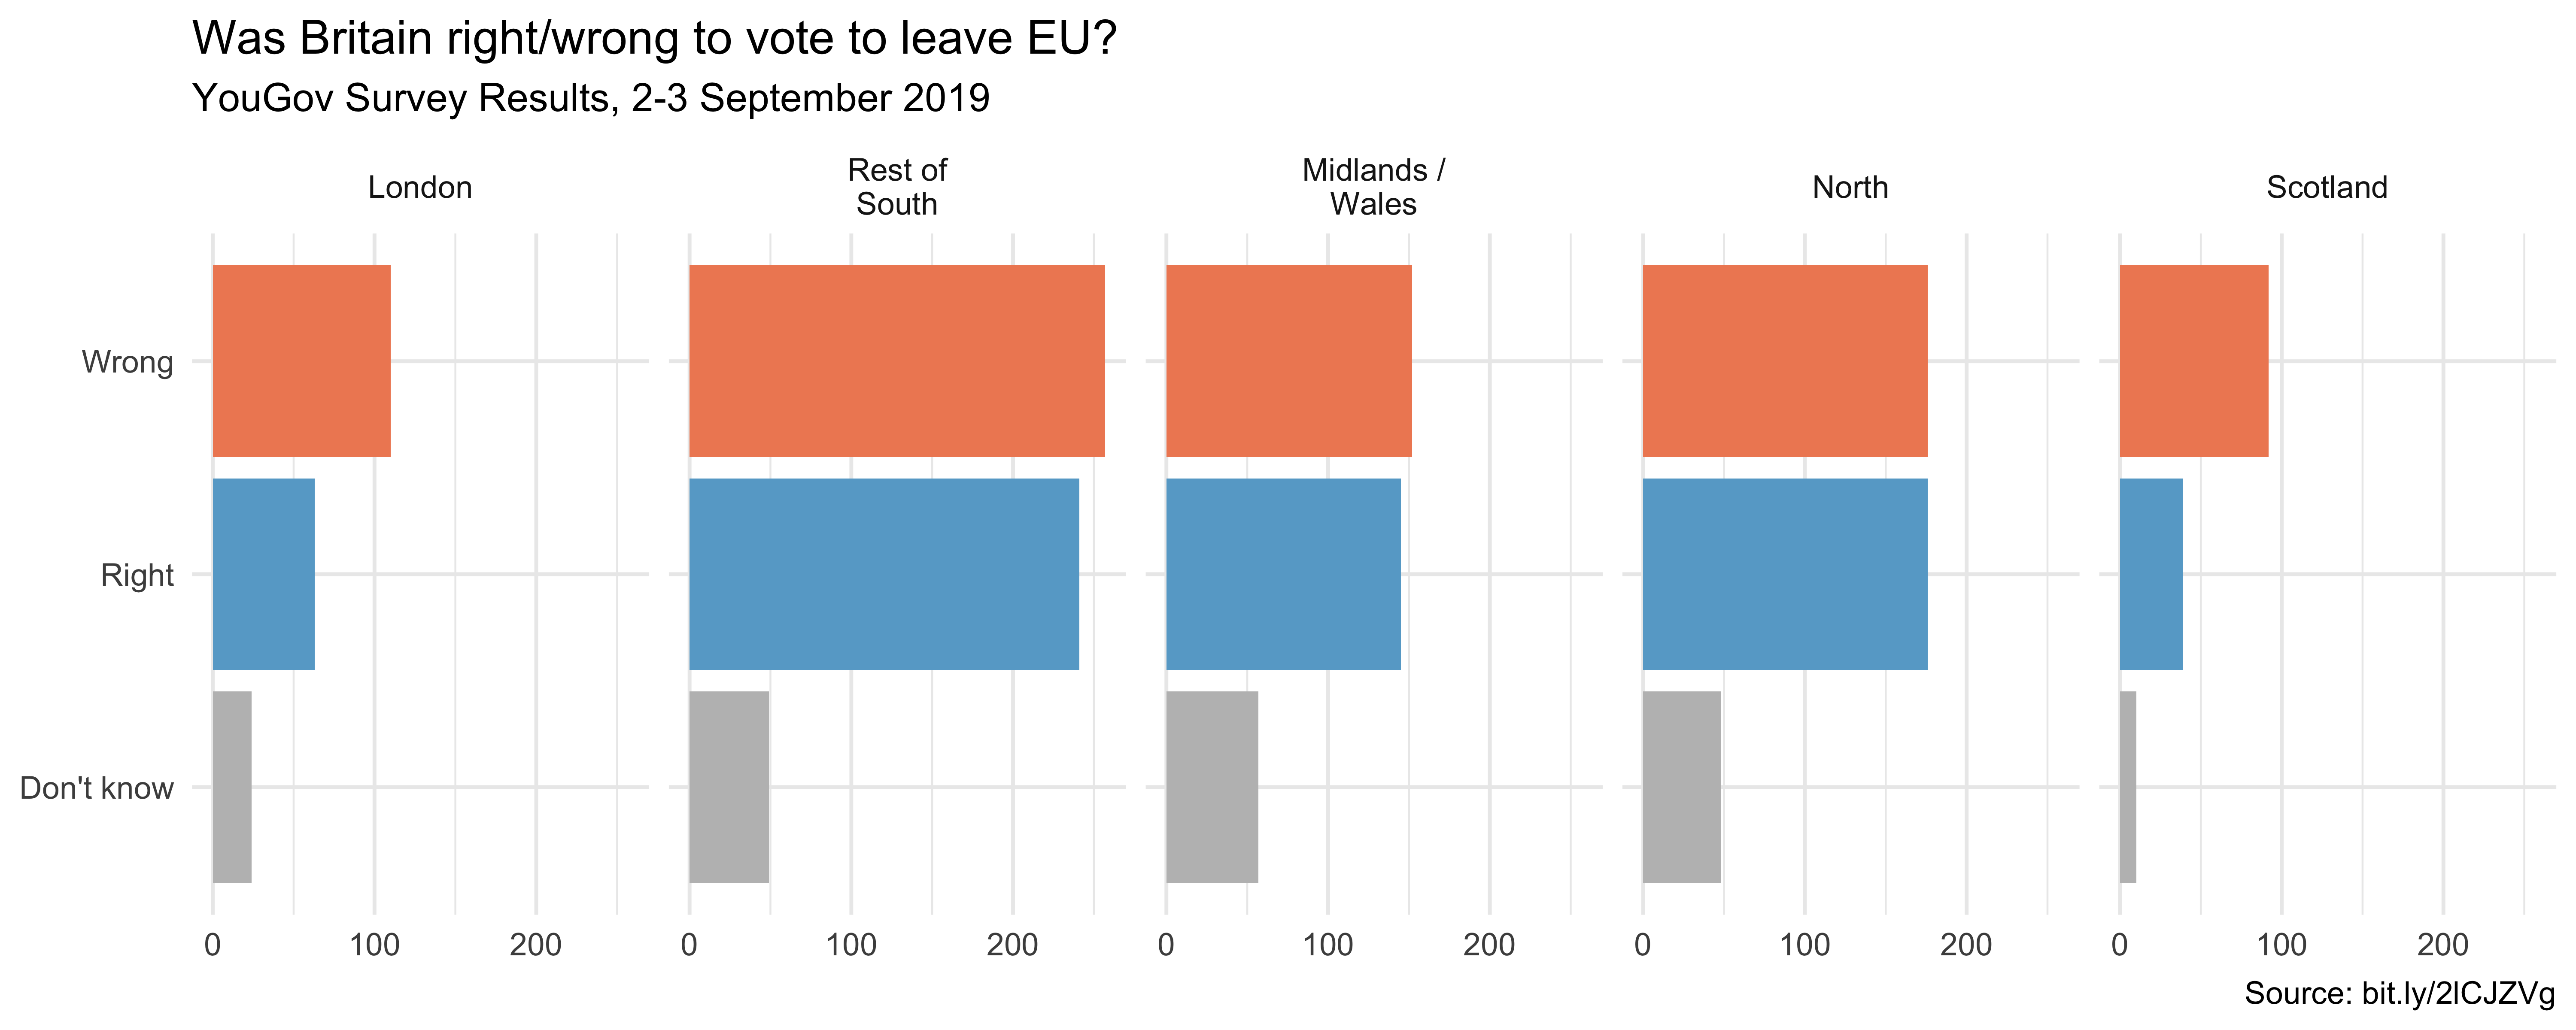 Was Britain right/wrong to vote to leave EU?
YouGov Survey Results, 2-3 September 2019
London
Rest of
South
Midlands /
Wales
North
Scotland
Wrong
Right
Don't know
0 100 200
0 100 200
0 100 200
0 100 200
0 100 200
Source: bit.ly/2lCJZVg